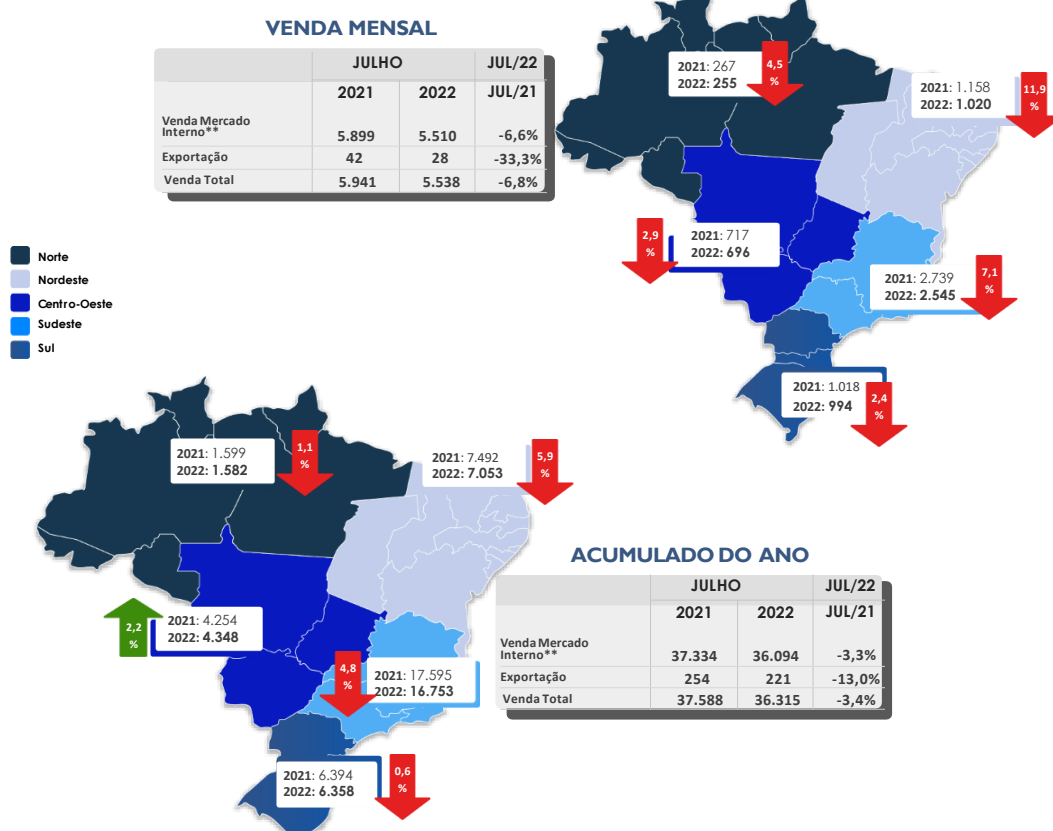 VENDA MENSAL
JULHO JUL/22
2021 2022 JUL/21
Venda Mercado
Interno** 5.899 5.510 -6,6%
Exportação 42 28 -33,3%
Venda Total 5.941 5.538 -6,8%
2021: 267
2022: 255
4,5
%
2021: 1.158
2022: 1.020
11,9
%
2,9
%
2021: 717
2022: 696
2021: 2.739
2022: 2.545
7,1
%
2021: 1.018
2022: 994
2,4
%
Norte
Nordeste
Centro-Oeste
Sudeste
Sul
2021: 1.599
2022: 1.582
1,1
%
2021: 7.492
2022: 7.053
5,9
%
2,2
%
2021: 4.254
2022: 4.348
4,8
%
2021: 17.595
2022: 16.753
2021: 6.394
2022: 6.358
0,6
%
ACUMULADO DO ANO
JULHO JUL/22
2021 2022 JUL/21
Venda Mercado
Interno** 37.334 36.094 -3,3%
Exportação 254 221 -13,0%
Venda Total 37.588 36.315 -3,4%